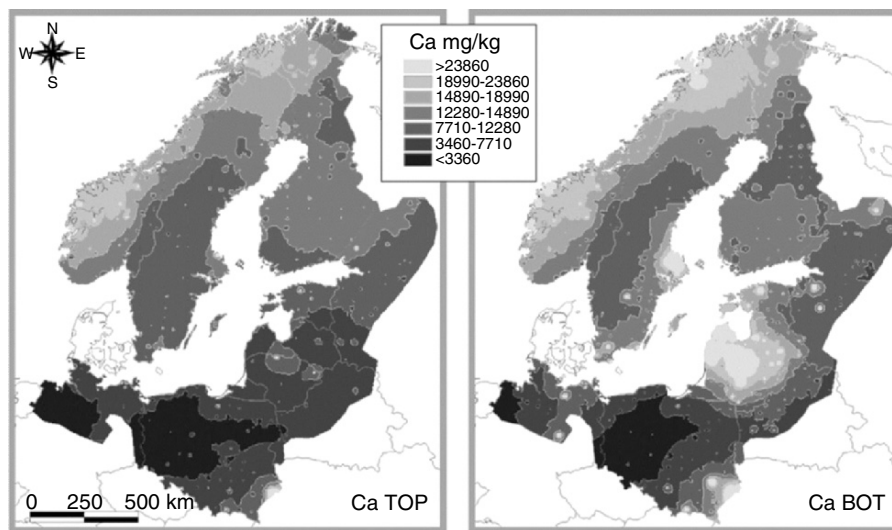 N
W E
S
Ca mg/kg
>23860
18990-23860
14890-18990
12280-14890
7710-12280
3460-7710
<3360
0 250 500 km
Ca TOP
Ca BOT